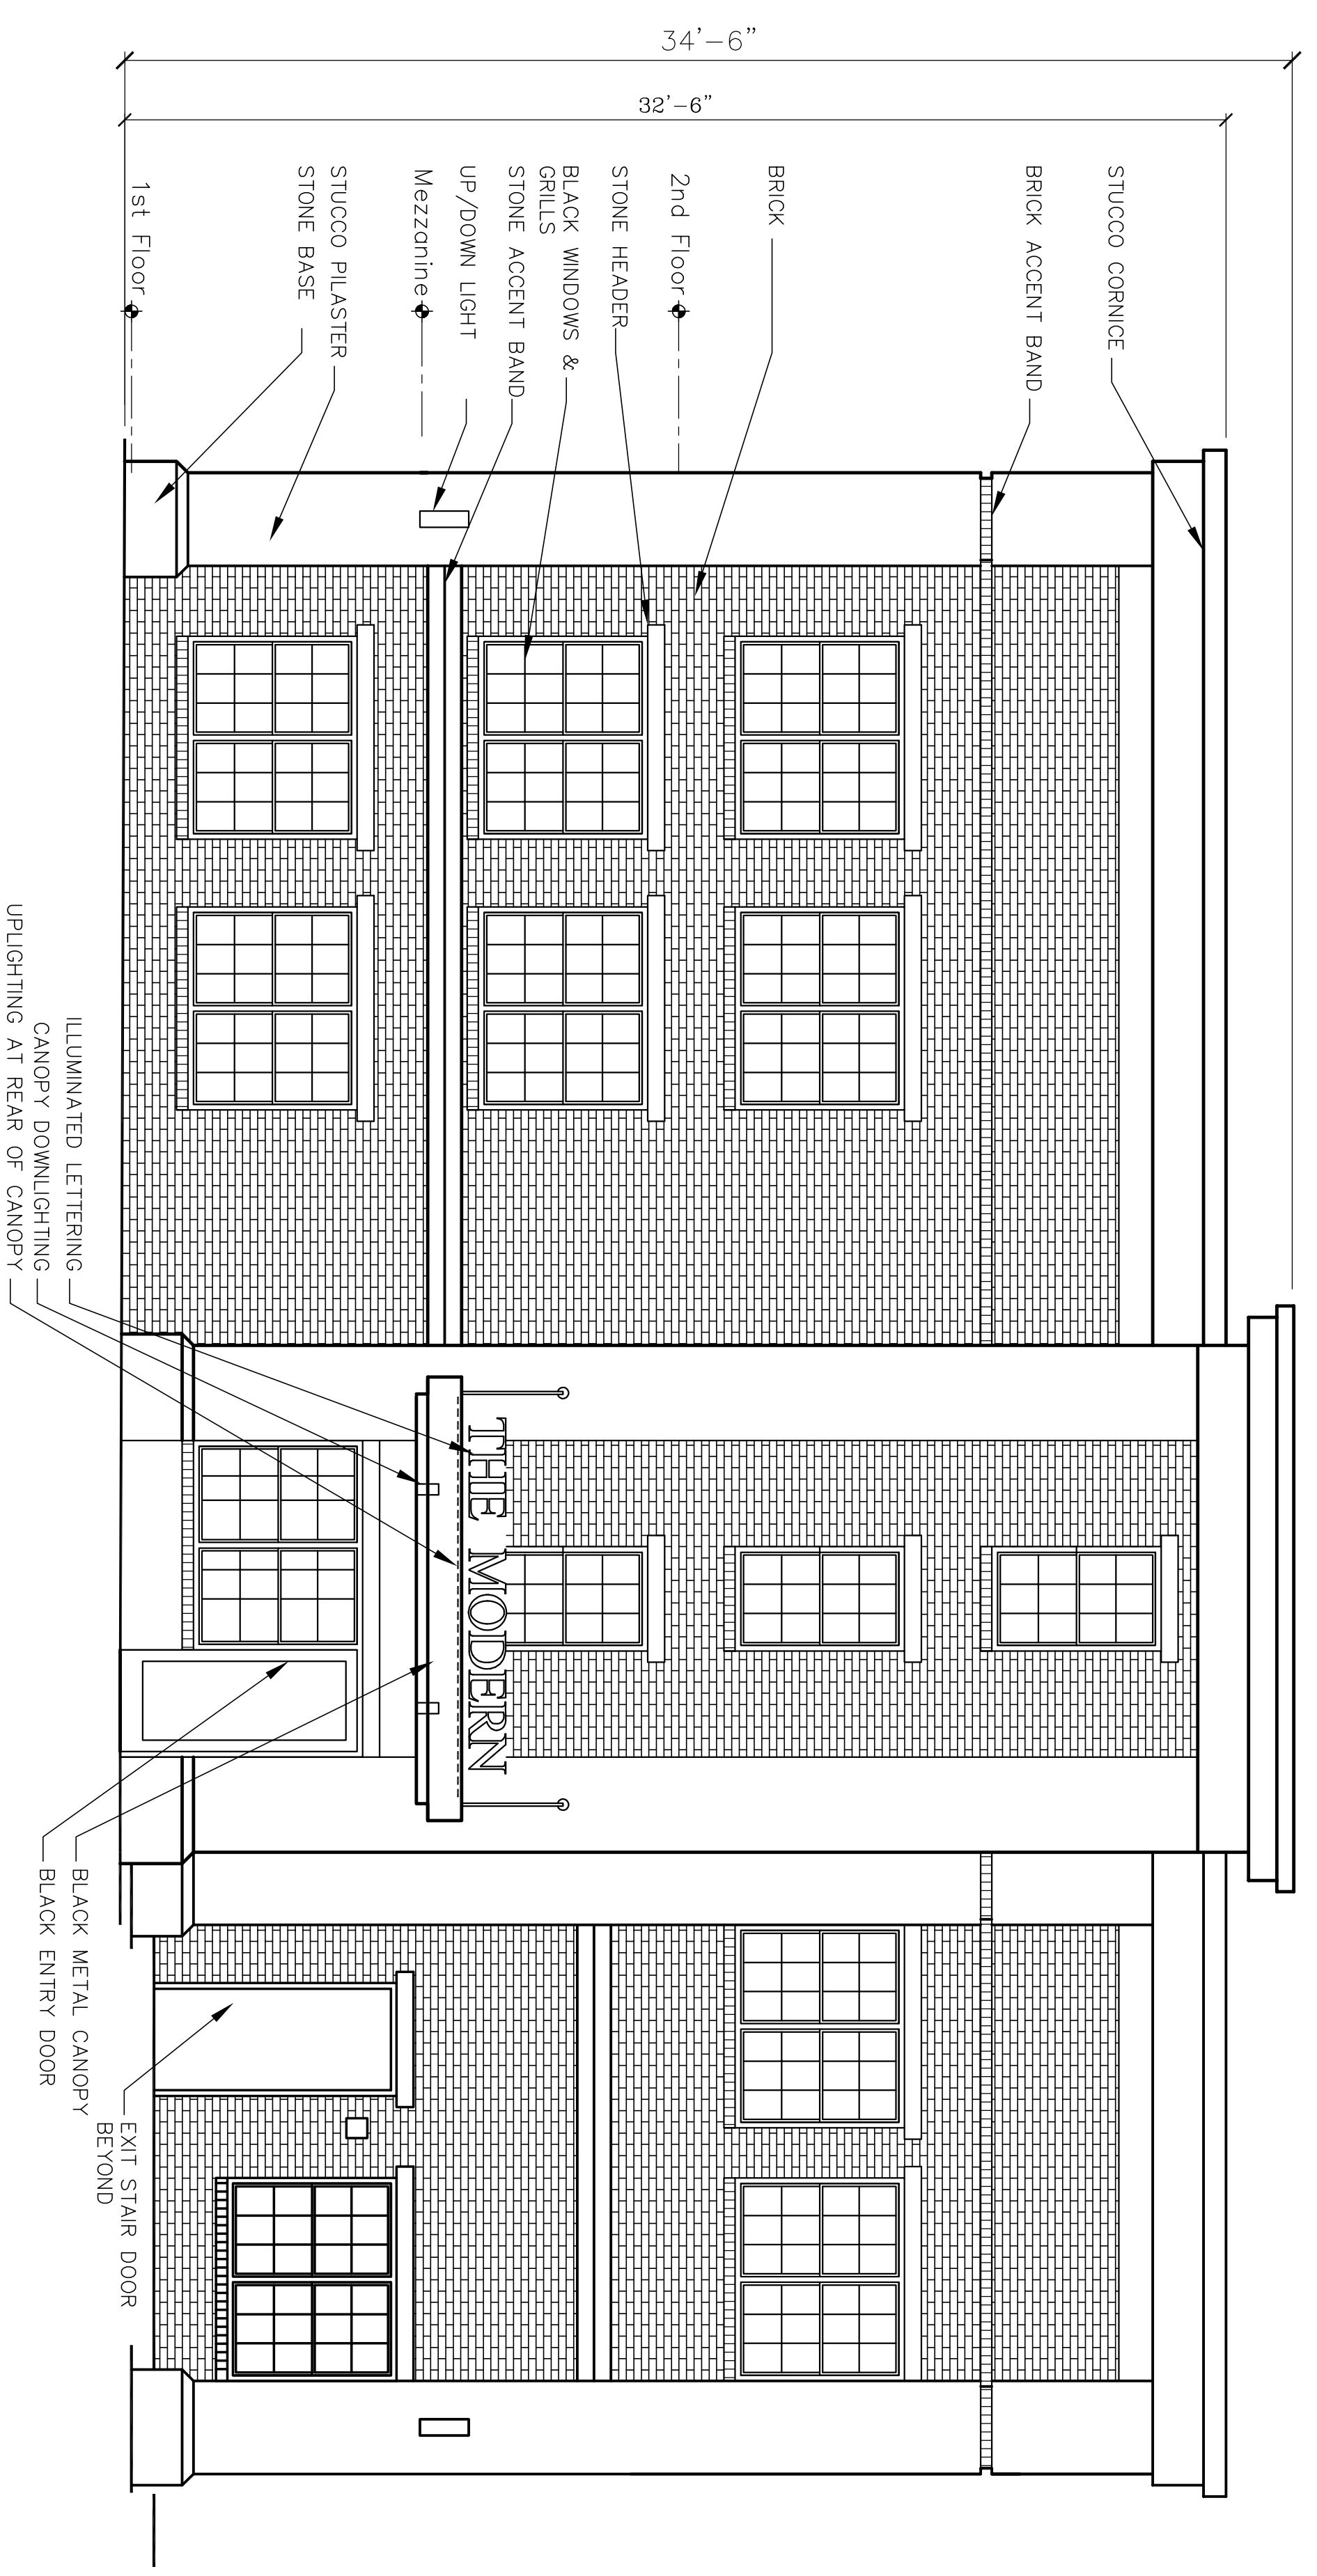 34'-6"
32'-6"
STUCCO CORNICE
BRICK ACCENT BAND
BRICK
2nd Floor
STONE HEADER
BLACK WINDOWS &
GRILLS
STONE ACCENT BAND
UP/DOWN LIGHT
Mezzanine
STUCCO PILASTER
STONE BASE
1st Floor
THE MODERN
ILLUMINATED LETTERING
CANOPY DOWNLIGHTING
UPLIGHTING AT REAR OF CANOPY
BLACK METAL CANOPY
BLACK ENTRY DOOR
EXIT STAIR DOOR
BEYOND